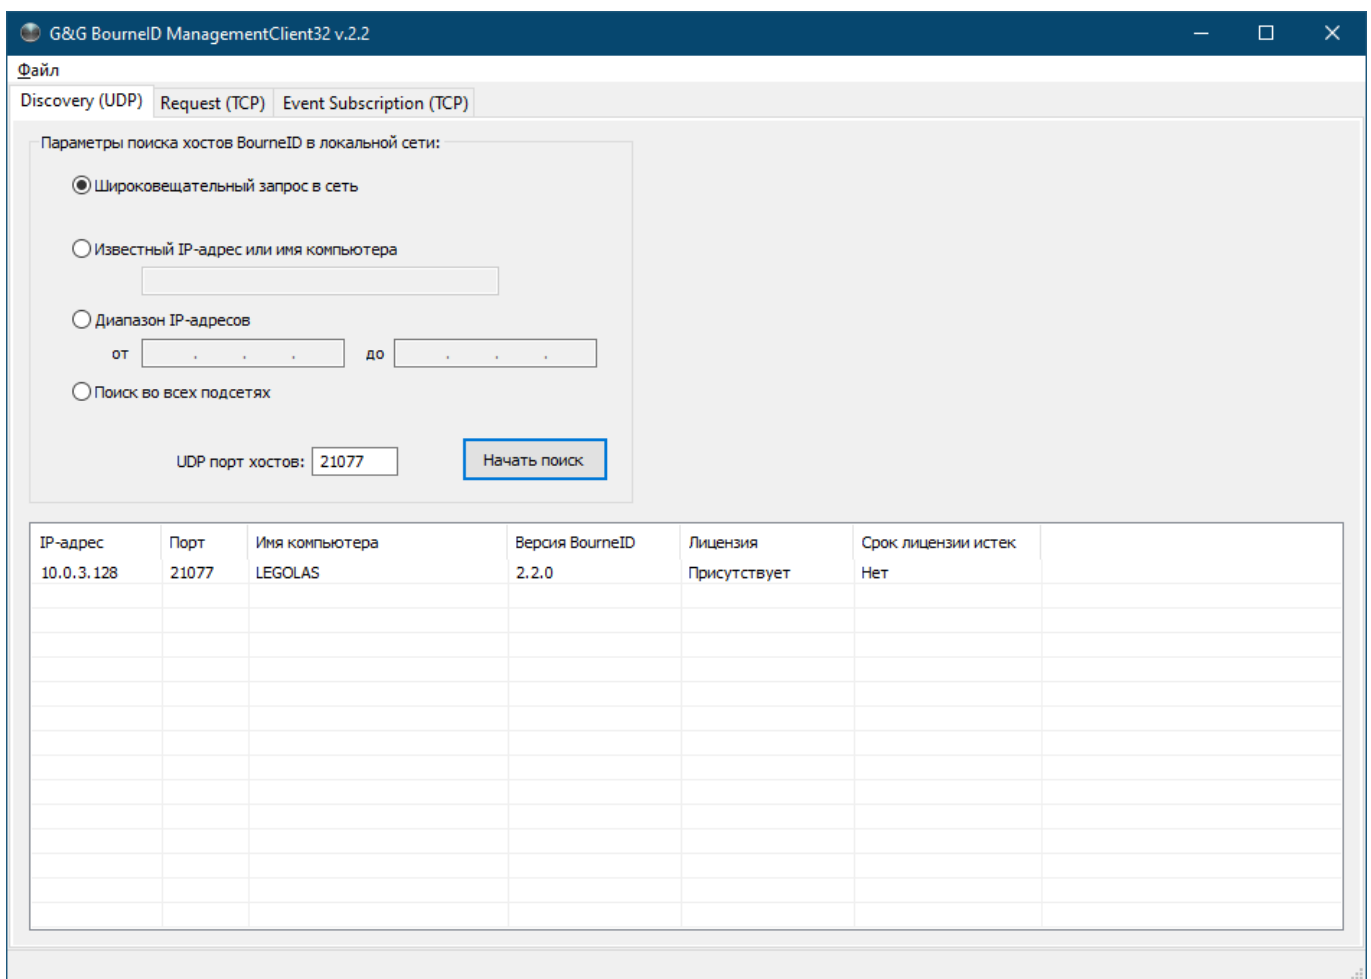 G&G BourneID ManagementClient32 v.2.2
Файл
Discovery (UDP) Request (TCP) Event Subscription (TCP)
Параметры поиска хостов BourneID в локальной сети:
Широковещательный запрос в сеть
Известный IP-адрес или имя компьютера
Диапазон IP-адресов
от . . . до . . .
Поиск во всех подсетях
UDP порт хостов: 21077 Начать поиск
IP-адрес Порт Имя компьютера Версия BourneID Лицензия Срок лицензии истек
10.0.3.128 21077 LEGOLAS 2.2.0 Присутствует Нет